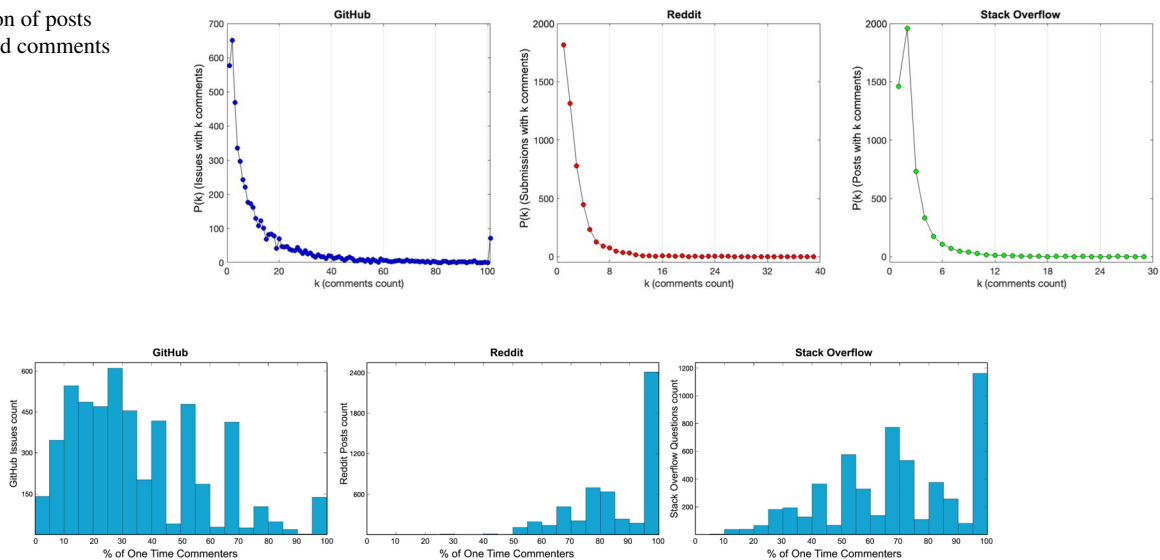 on of posts
d comments
GitHub
700
600
500
400
300
200
100
0
P(k) (Issues with k comments)
0 20 40 60 80 100
k (comments count)
Reddit
2000
1500
1000
500
0
P(k) (Submissions with k comments)
0 8 16 24 32 40
k (comments count)
Stack Overflow
2000
1500
1000
500
0
P(k) (Posts with k comments)
0 6 12 18 24 30
k (comments count)
GitHub
600
450
300
150
GitHub Issues count
0 10 20 30 40 50 60 70 80 90 100
% of One Time Commenters
Reddit
2400
1800
1200
600
Reddit Posts count
0 10 20 30 40 50 60 70 80 90 100
% of One Time Commenters
Stack Overflow
1200
1000
800
600
400
200
Stack Overflow Questions count
0 10 20 30 40 50 60 70 80 90 100
% of One Time Commenters